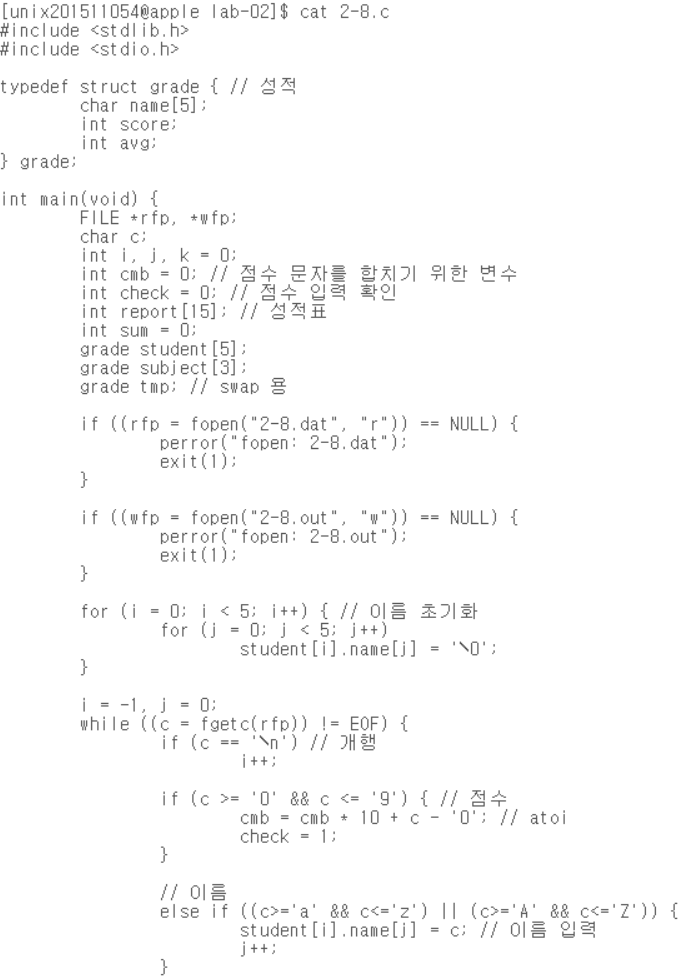 [unix201511054@apple lab-02]$ cat 2-8.c
#include <stdlib.h>
#include <stdio.h>
typedef struct grade { // 성적
char name[5];
int score;
int avg;
} grade;
int main(void) {
FILE *rfp, *wfp;
char c;
int i, j, k = 0;
int cmb = 0; // 점수 문자를 합치기 위한 변수
int check = 0; // 점수 입력 확인
int report[15]; // 성적표
int sum = 0;
grade student[5];
grade subject[3];
grade tmp; // swap 용
if ((rfp = fopen("2-8.dat", "r")) == NULL) {
perror("fopen: 2-8.dat");
exit(1);
}
if ((wfp = fopen("2-8.out", "w")) == NULL) {
perror("fopen: 2-8.out");
exit(1);
}
for (i = 0; i < 5; i++) { // 이름 초기화
for (j = 0; j < 5; j++)
student[i].name[j] = '\0';
}
i = -1, j = 0;
while ((c = fgetc(rfp)) != EOF) {
if (c == '\n') // 개행
i++;
if (c >= '0' && c <= '9') { // 점수
cmb = cmb * 10 + c - '0'; // atoi
check = 1;
}
// 이름
else if ((c>='a' && c<='z') || (c>='A' && c<='Z')) {
student[i].name[j] = c; // 이름 입력
j++;
}